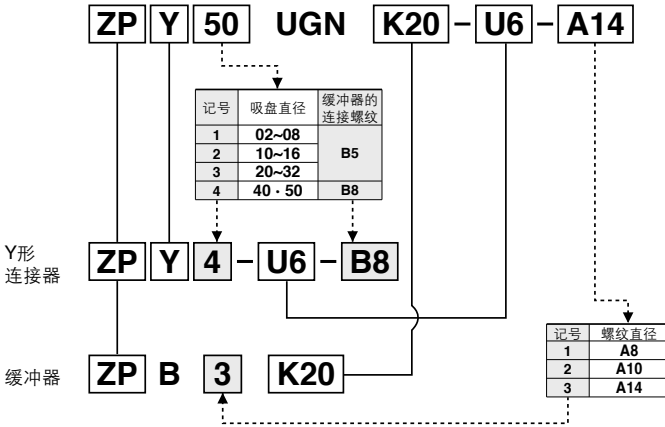 ZP Y 50 UGN K20 - U6 - A14
记号 吸盘直径 缓冲器的
连接螺纹
1 02~08
2 10~16 B5
3 20~32
4 40·50 B8
Y形
连接器
ZP Y 4 - U6 - B8
记号 螺纹直径
1 A8
2 A10
3 A14
缓冲器 ZP B 3 K20